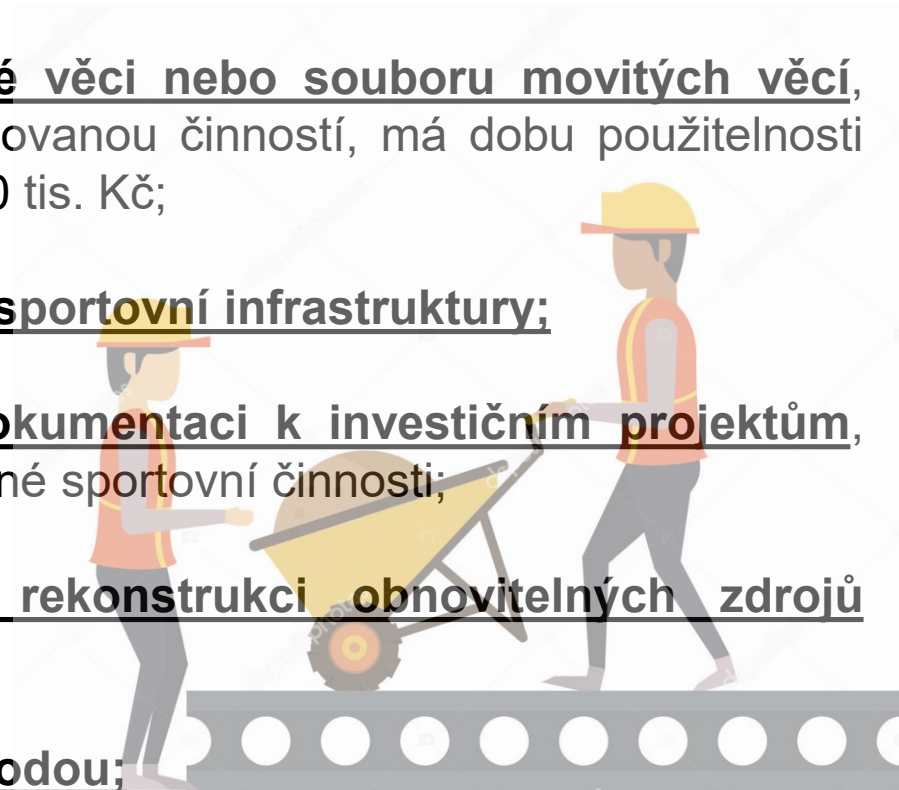 é věci nebo souboru movitých věcí,
ovanou činností, má dobu použitelnosti
0 tis. Kč;
sportovní infrastruktury;
okumentaci k investičním projektům,
né sportovní činnosti;
rekonstrukci obnovitelných zdrojů
odou;